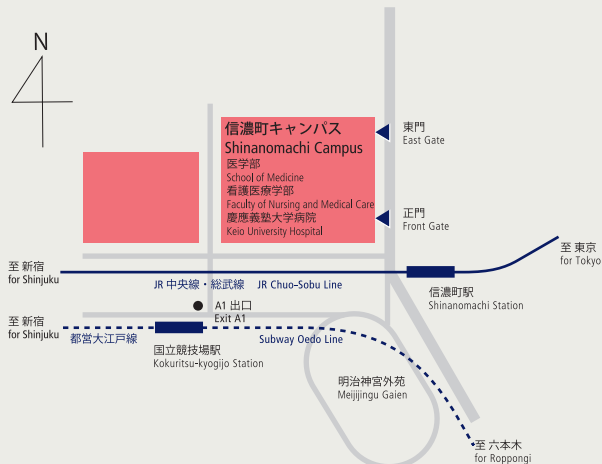 N
信濃町キャンパス
Shinanomachi Campus
医学部
School of Medicine
看護医療学部
Faculty of Nursing and Medical Care
慶應義塾大学病院
Keio University Hospital
東門
East Gate
正門
Front Gate
至 東京
for Tokyo
至 新宿
for Shinjuku
JR 中央線・総武線 JR Chuo-Sobu Line
信濃町駅
Shinanomachi Station
A1 出口
Exit A1
至 新宿
for Shinjuku
都営大江戸線
Subway Oedo Line
国立競技場駅
Kokuritsu-kyogijo Station
明治神宮外苑
Meijijingu Gaien
至 六本木
for Roppongi